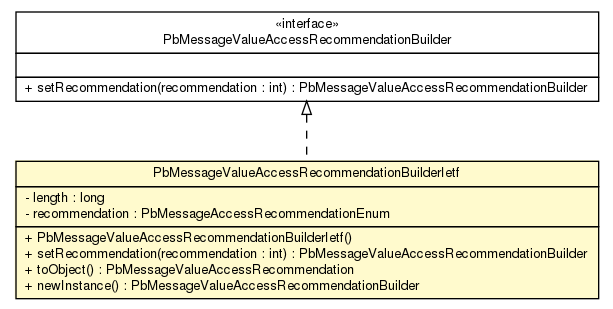 «interface»
PbMessageValueAccessRecommendationBuilder
+ setRecommendation(recommendation : int) : PbMessageValueAccessRecommendationBuilder
PbMessageValueAccessRecommendationBuilderIetf
- length : long
- recommendation : PbMessageAccessRecommendationEnum
+ PbMessageValueAccessRecommendationBuilderIetf()
+ setRecommendation(recommendation : int) : PbMessageValueAccessRecommendationBuilder
+ toObject() : PbMessageValueAccessRecommendation
+ newInstance() : PbMessageValueAccessRecommendationBuilder